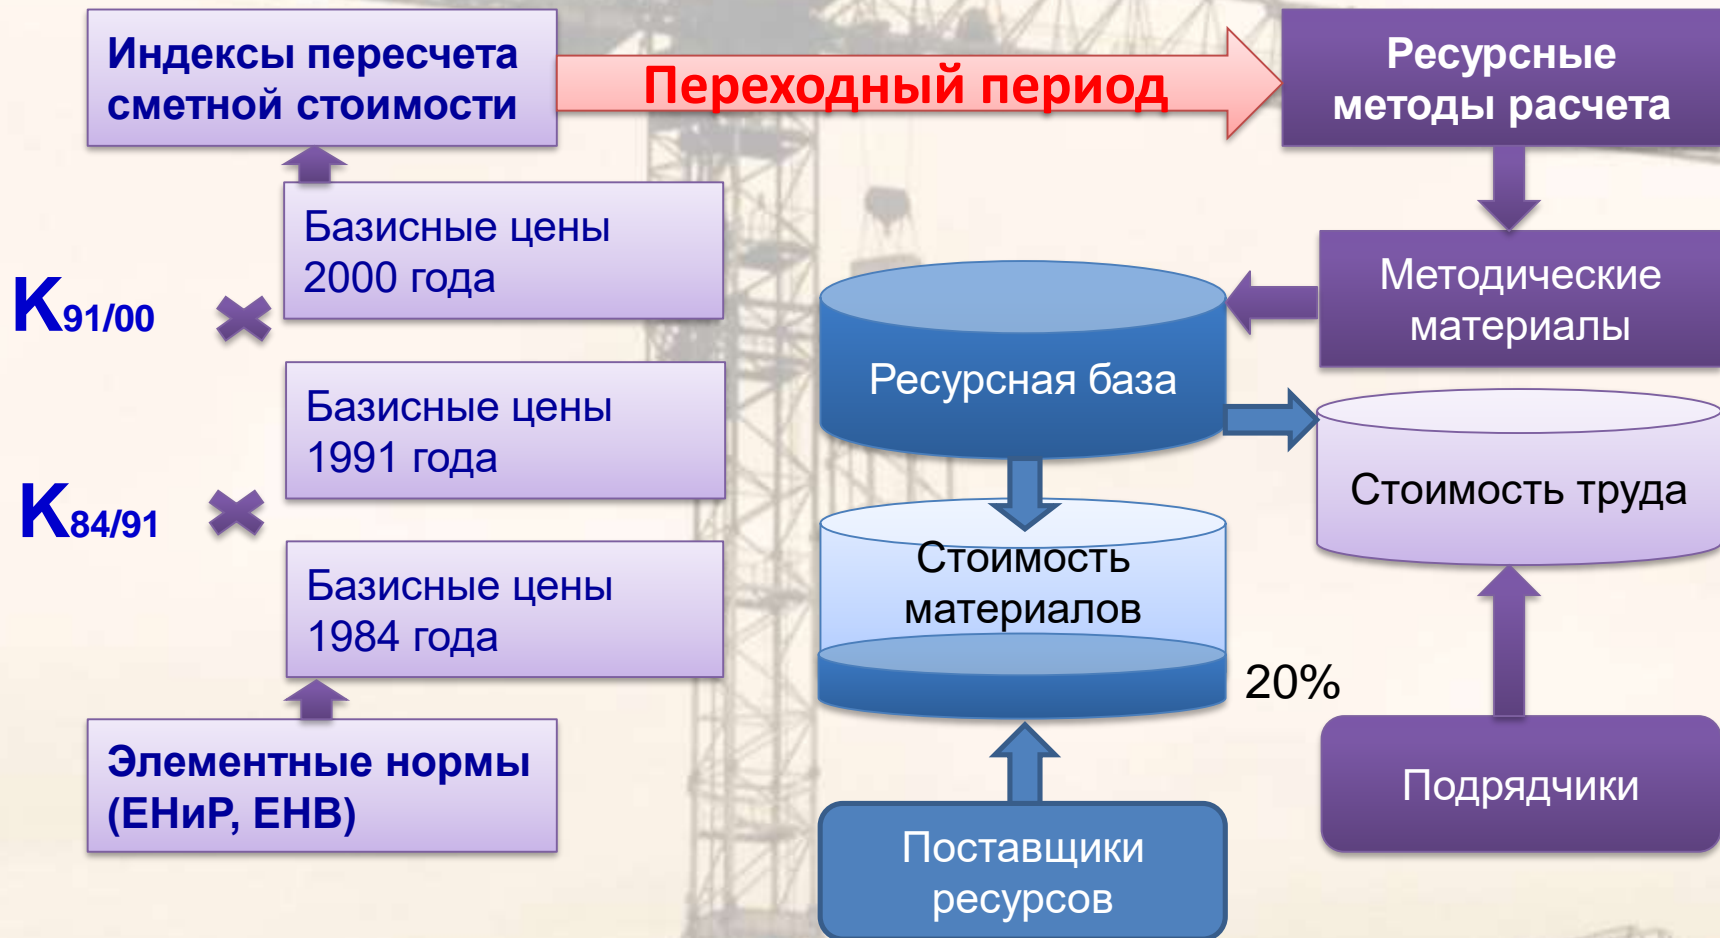 Индексы пересчета
сметной стоимости
Переходный период
Ресурсные
методы расчета
Базисные цены
2000 года
К91/00
Базисные цены
1991 года
К84/91
Базисные цены
1984 года
Элементные нормы
(ЕНиР, ЕНВ)
Методические
материалы
Ресурсная база
Стоимость труда
Стоимость
материалов
20%
Поставщики
ресурсов
Подрядчики